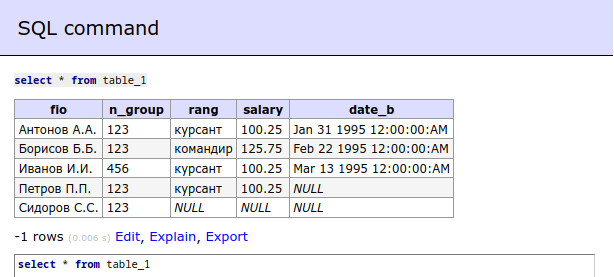 SQL command
select * from table_1
fio n_group rang salary date_b
Антонов А.А. 123 курсант 100.25 Jan 31 1995 12:00:00:AM
Борисов Б.Б. 123 командир 125.75 Feb 22 1995 12:00:00:AM
Иванов И.И. 456 курсант 100.25 Mar 13 1995 12:00:00:AM
Петров П.П. 123 курсант 100.25 NULL
Сидоров С.С. 123 NULL NULL NULL
-1 rows (0.006 s) Edit, Explain, Export
select * from table_1